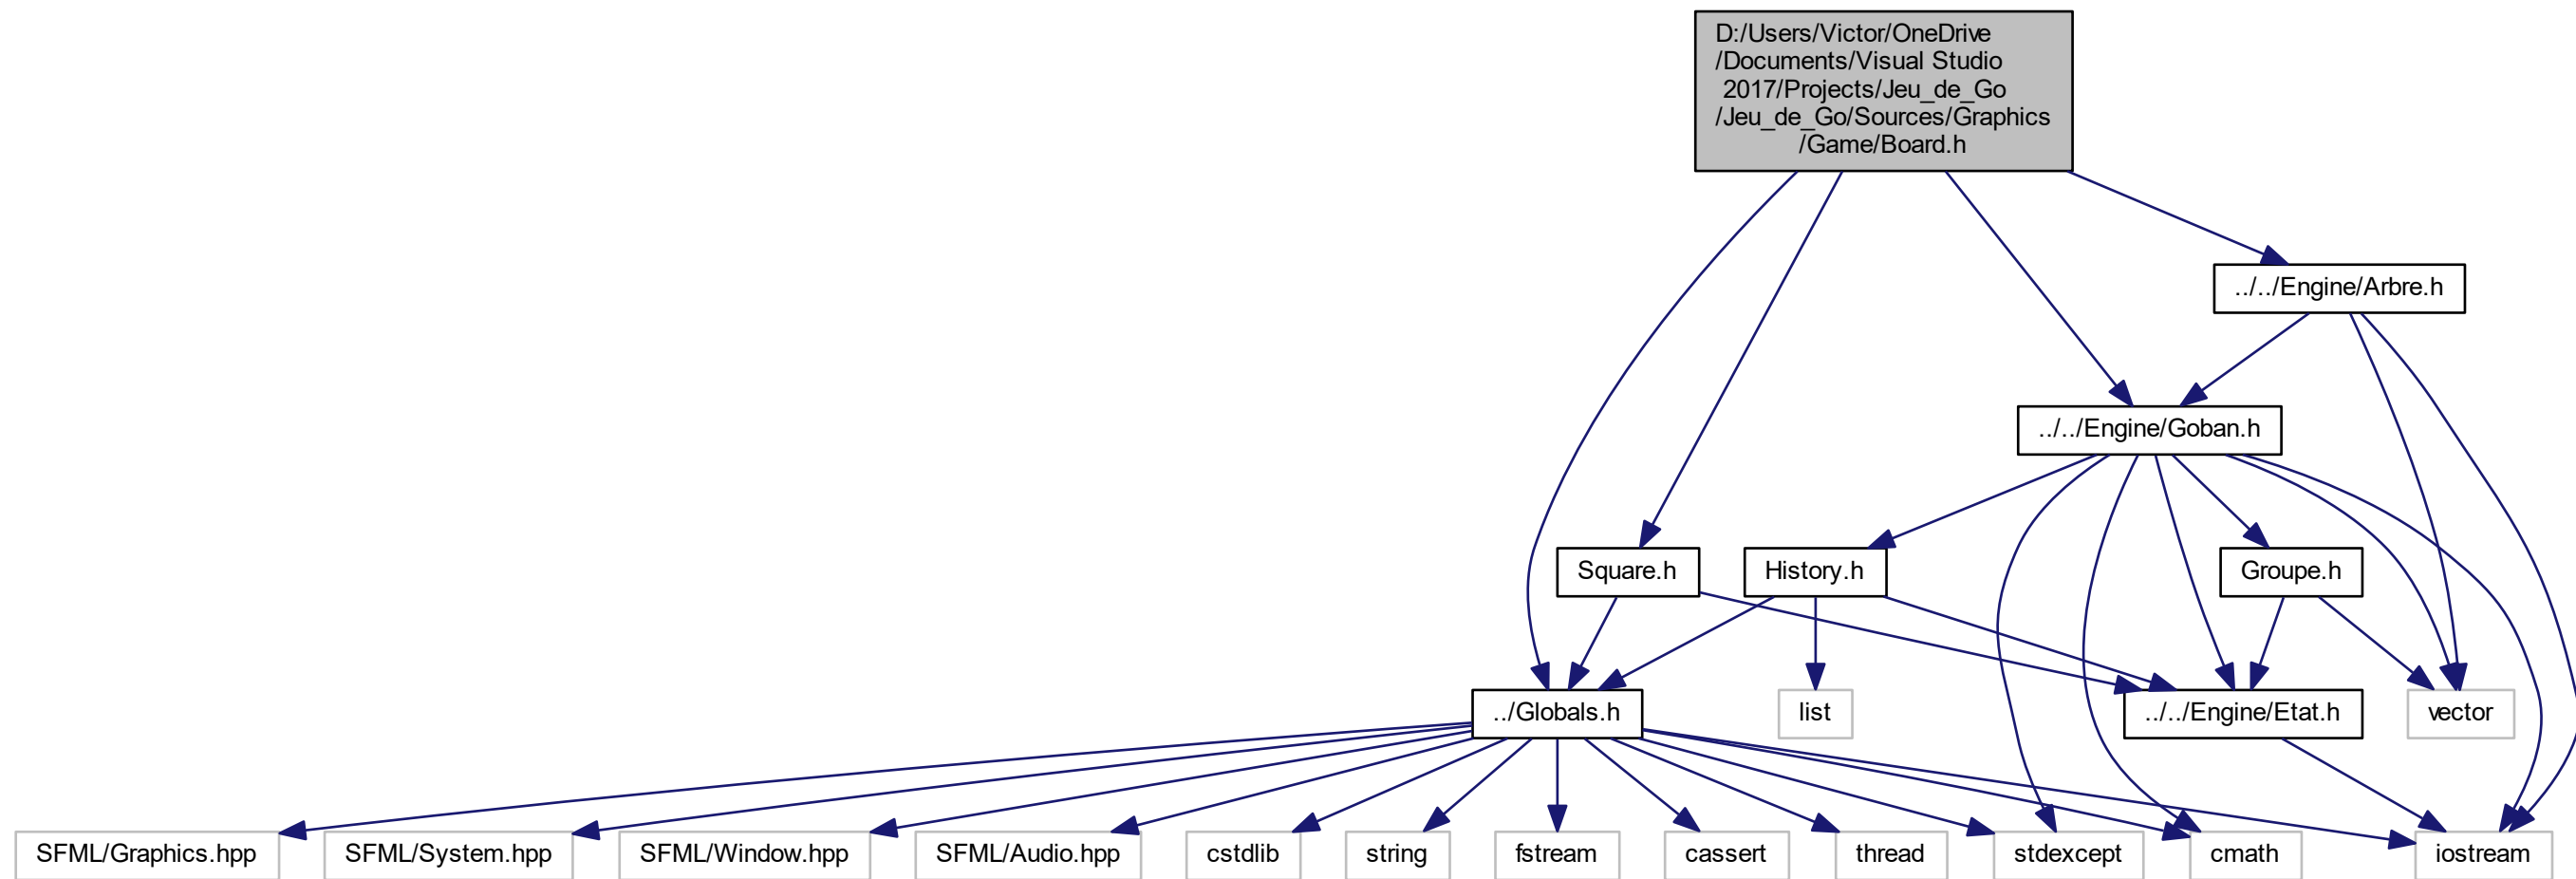 D:/Users/Victor/OneDrive
/Documents/Visual Studio
2017/Projects/Jeu_de_Go
/Jeu_de_Go/Sources/Graphics
/Game/Board.h
../../Engine/Arbre.h
../../Engine/Goban.h
Square.h
History.h
Groupe.h
../Globals.h
list
../../Engine/Etat.h
vector
SFML/Graphics.hpp
SFML/System.hpp
SFML/Window.hpp
SFML/Audio.hpp
cstdlib
string
fstream
cassert
thread
stdexcept
cmath
iostream